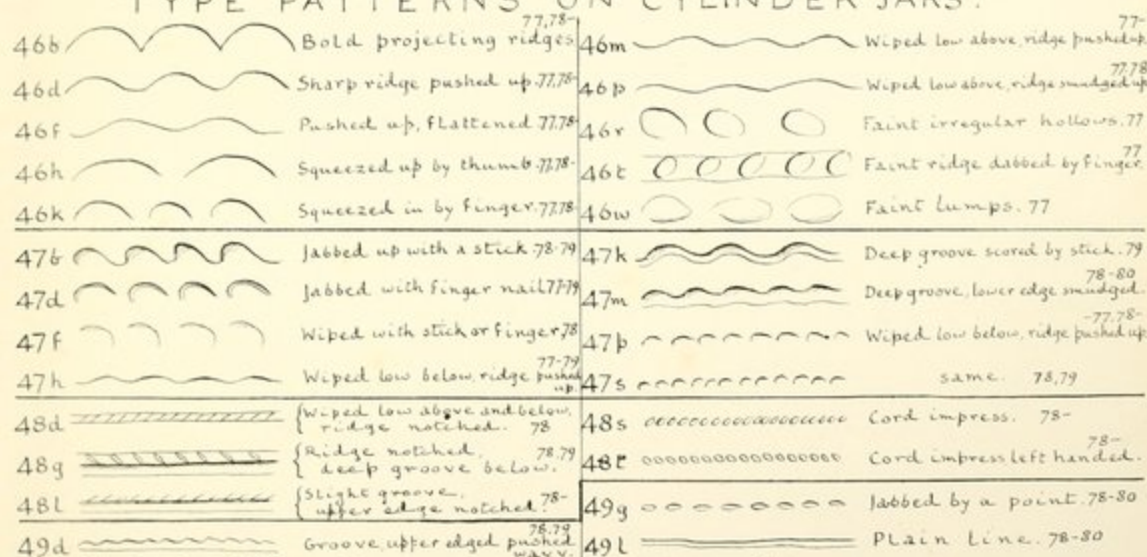 TYPE PATTERNS ON CYLINDER JARS.
46b Bold projecting ridges 77,78-
46d Sharp ridge pushed up. 77,78-
46f Pushed up, flattened. 77,78-
46h Squeezed up by thumb. 77,78-
46k Squeezed in by finger. 77,78-
46m Wiped low above, ridge pushed up. 77-
46p Wiped low above, ridge smudged up 77,78
46r Faint irregular hollows. 77
46t Faint ridge dabbed by finger. 77
46w Faint lumps. 77
47b Jabbed up with a stick. 78-79
47d Jabbed with finger nail 77-79
47f Wiped with stick or finger, 78
47h Wiped low below, ridge pushed up. 77-79
47k Deep groove scored by stick. 79
47m Deep groove, lower edge smudged. 78-80
47p Wiped low below, ridge pushed up -77,78-
47s same. 78,79
48d Wiped low above and below,
ridge notched. 78
48g Ridge notched, 78,79
deep groove below.
48l Slight groove, 78-
upper edge notched.
49d Groove upper edged pushed 78,79
wavy.
48s Cord impress. 78-
48t Cord impress left handed. 78-
49g Jabbed by a point. 78-80
49l Plain line. 78-80